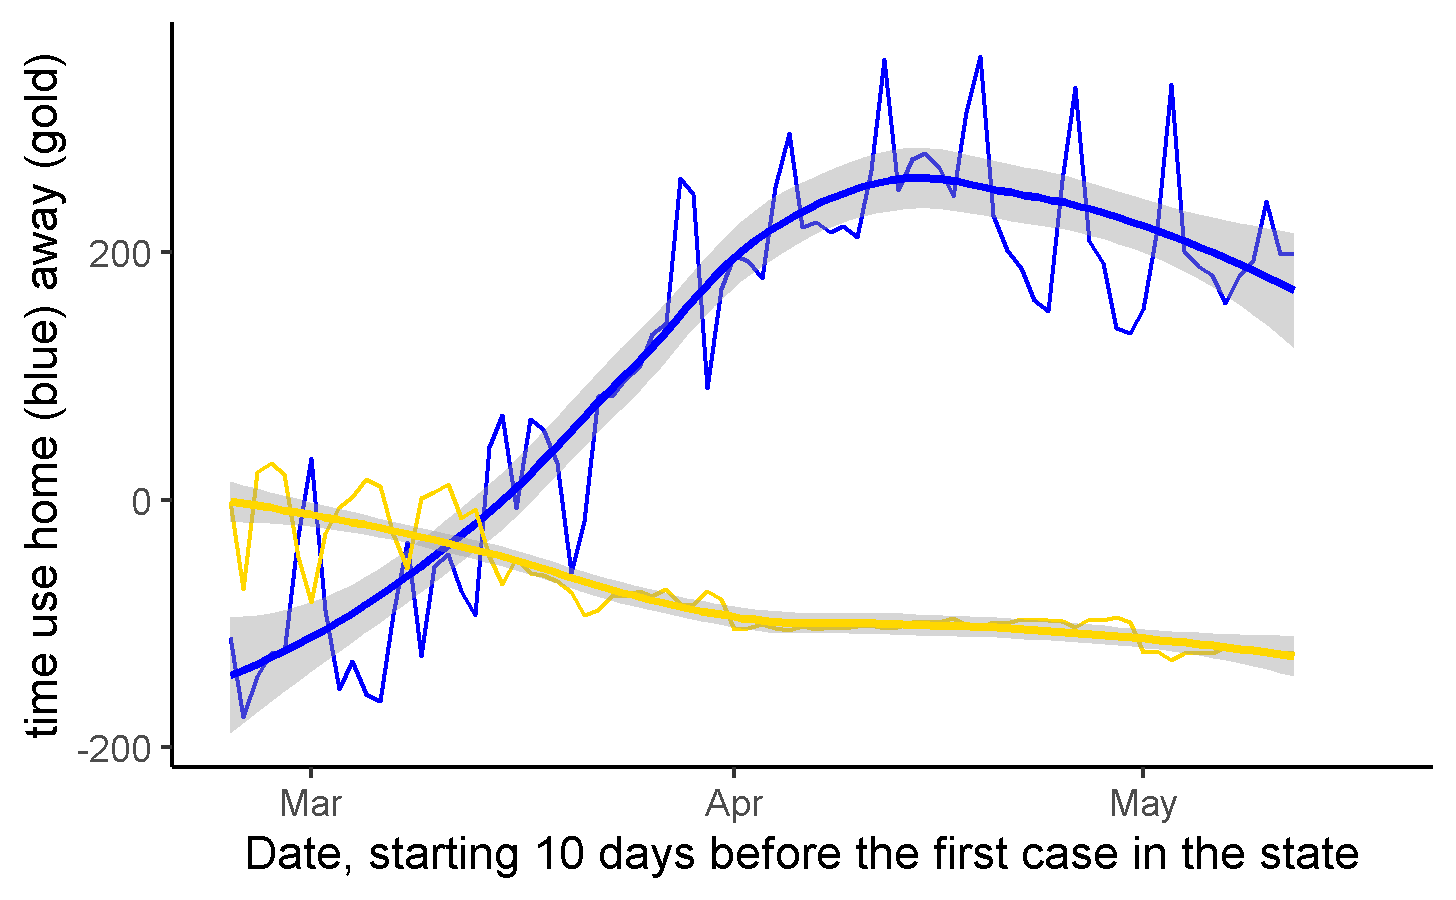 time use home (blue) away (gold)
200
0
-200
Mar Apr May
Date, starting 10 days before the first case in the state